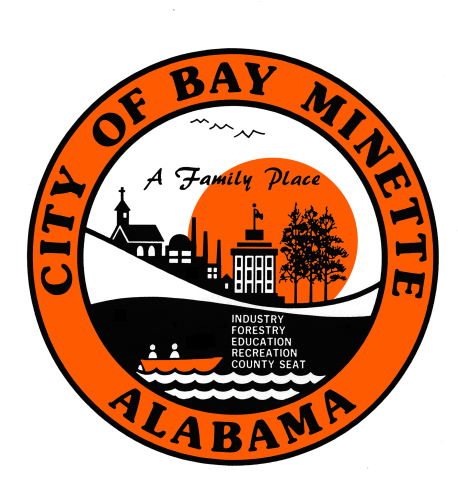 CITY OF BAY MINETTE
A Family Place
INDUSTRY
FORESTRY
EDUCATION
RECREATION
COUNTY SEAT
ALABAMA